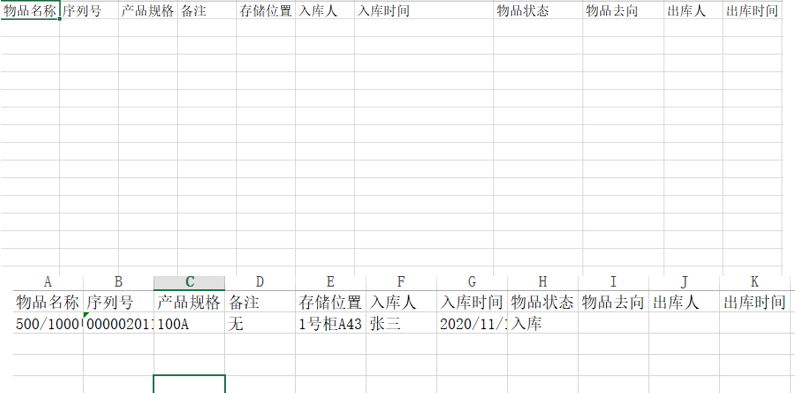 物品名称 序列号 产品规格 备注 存储位置 入库人 入库时间 物品状态 物品去向 出库人 出库时间
A B C D E F G H I J K
物品名称 序列号 产品规格 备注 存储位置 入库人 入库时间 物品状态 物品去向 出库人 出库时间
500/1000 00000201 100A 无 1号柜A43 张三 2020/11/ 入库